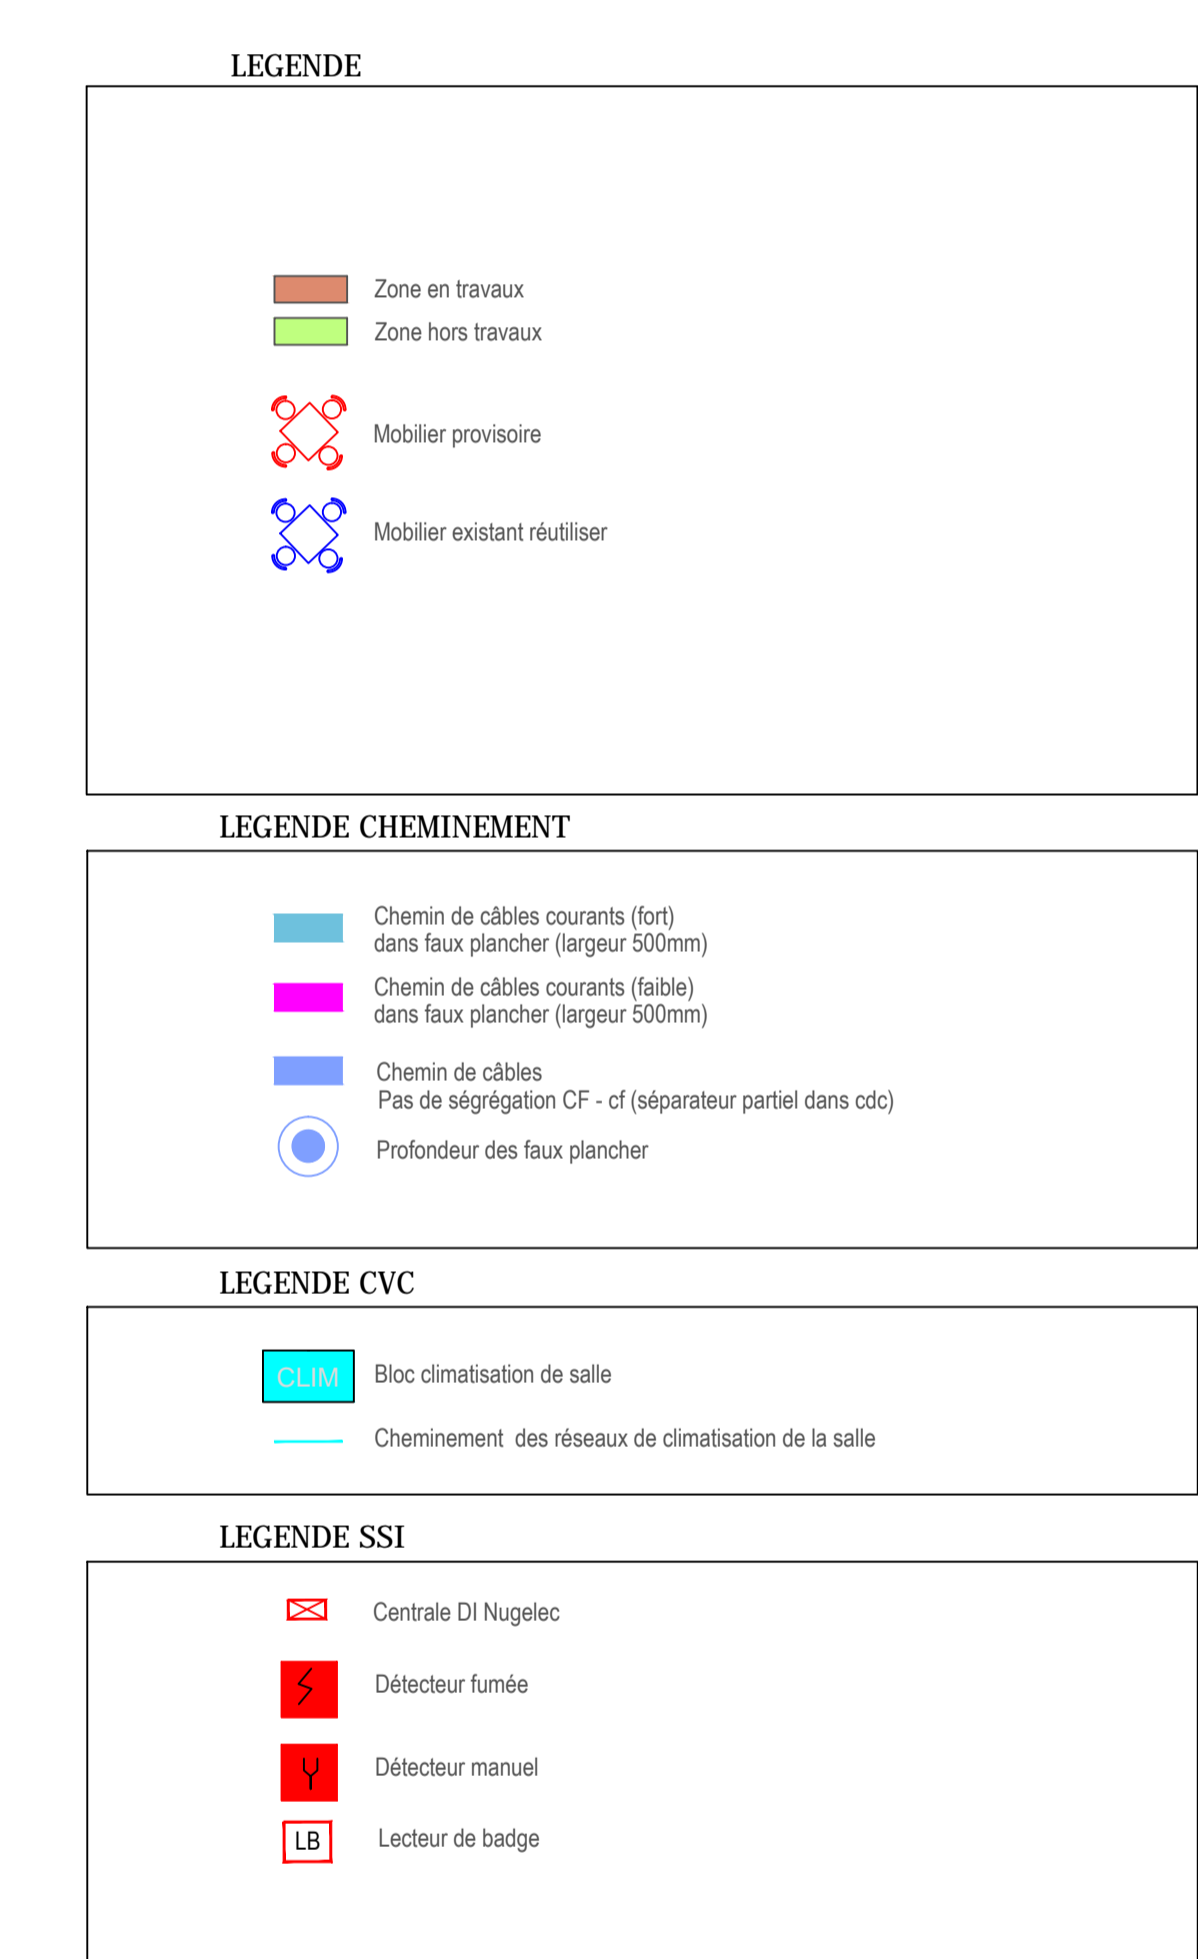 LEGENDE
Zone en travaux
Zone hors travaux
Mobilier provisoire
Mobilier existant réutiliser
LEGENDE CHEMINEMENT
Chemin de câbles courants (fort)
dans faux plancher (largeur 500mm)
Chemin de câbles courants (faible)
dans faux plancher (largeur 500mm)
Chemin de câbles
Pas de ségrégation CF - cf (séparateur partiel dans cdc)
Profondeur des faux plancher
LEGENDE CVC
CLIM Bloc climatisation de salle
Cheminement des réseaux de climatisation de la salle
LEGENDE SSI
Centrale DI Nugelec
Détecteur fumée
Détecteur manuel
LB Lecteur de badge